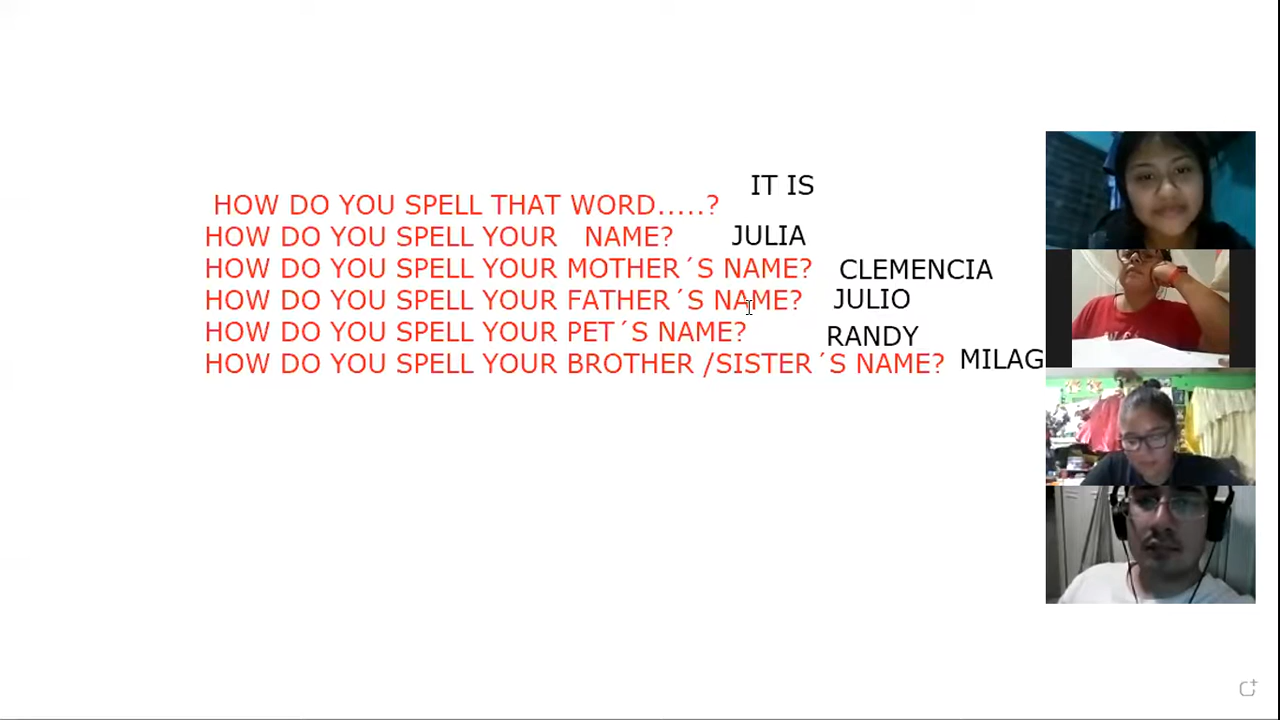 IT IS
HOW DO YOU SPELL THAT WORD.....?
HOW DO YOU SPELL YOUR NAME? JULIA
HOW DO YOU SPELL YOUR MOTHER´S NAME? CLEMENCIA
HOW DO YOU SPELL YOUR FATHER´S NAME? JULIO
HOW DO YOU SPELL YOUR PET´S NAME? RANDY
HOW DO YOU SPELL YOUR BROTHER /SISTER´S NAME? MILAG